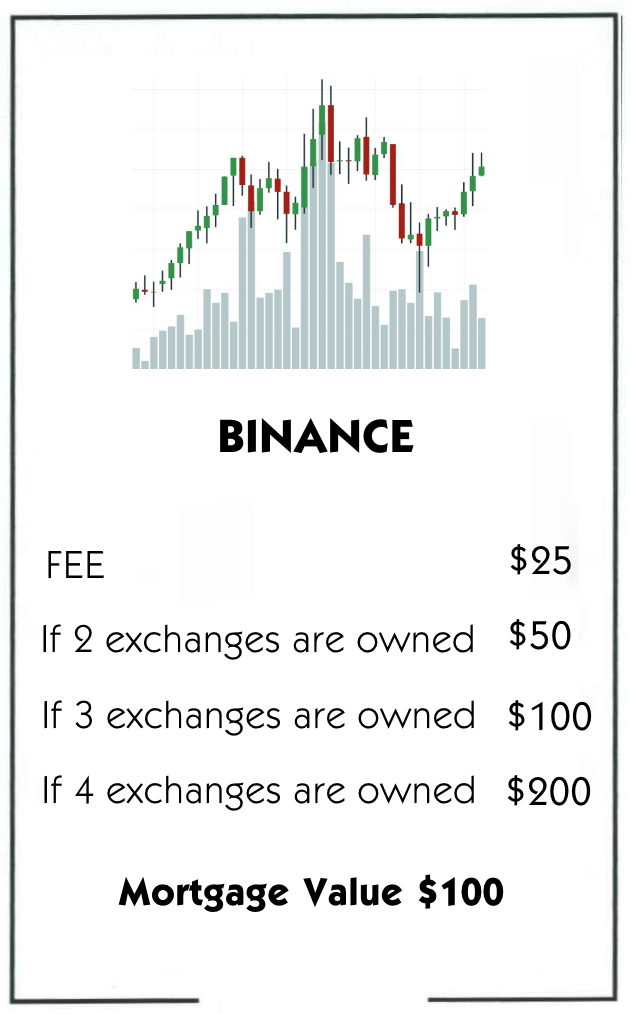 BINANCE
FEE $25
If 2 exchanges are owned $50
If 3 exchanges are owned $100
If 4 exchanges are owned $200
Mortgage Value $100